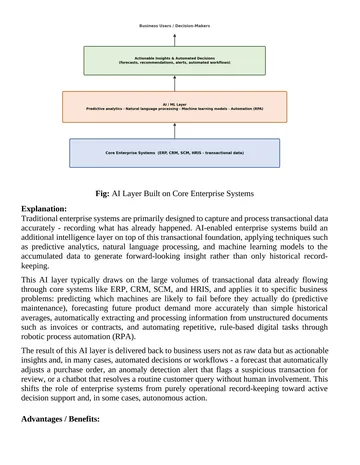 Business Users / Decision-Makers
Actionable Insights & Automated Decisions
(forecasts, recommendations, alerts, automated workflows)
AI / ML Layer
Predictive analytics - Natural language processing - Machine learning models - Automation (RPA)
Core Enterprise Systems (ERP, CRM, SCM, HRIS - transactional data)
Fig: AI Layer Built on Core Enterprise Systems
Explanation:
Traditional enterprise systems are primarily designed to capture and process transactional data
accurately - recording what has already happened. AI-enabled enterprise systems build an
additional intelligence layer on top of this transactional foundation, applying techniques such
as predictive analytics, natural language processing, and machine learning models to the
accumulated data to generate forward-looking insight rather than only historical record-
keeping.
This AI layer typically draws on the large volumes of transactional data already flowing
through core systems like ERP, CRM, SCM, and HRIS, and applies it to specific business
problems: predicting which machines are likely to fail before they actually do (predictive
maintenance), forecasting future product demand more accurately than simple historical
averages, automatically extracting and processing information from unstructured documents
such as invoices or contracts, and automating repetitive, rule-based digital tasks through
robotic process automation (RPA).
The result of this AI layer is delivered back to business users not as raw data but as actionable
insights and, in many cases, automated decisions or workflows - a forecast that automatically
adjusts a purchase order, an anomaly detection alert that flags a suspicious transaction for
review, or a chatbot that resolves a routine customer query without human involvement. This
shifts the role of enterprise systems from purely operational record-keeping toward active
decision support and, in some cases, autonomous action.
Advantages / Benefits: